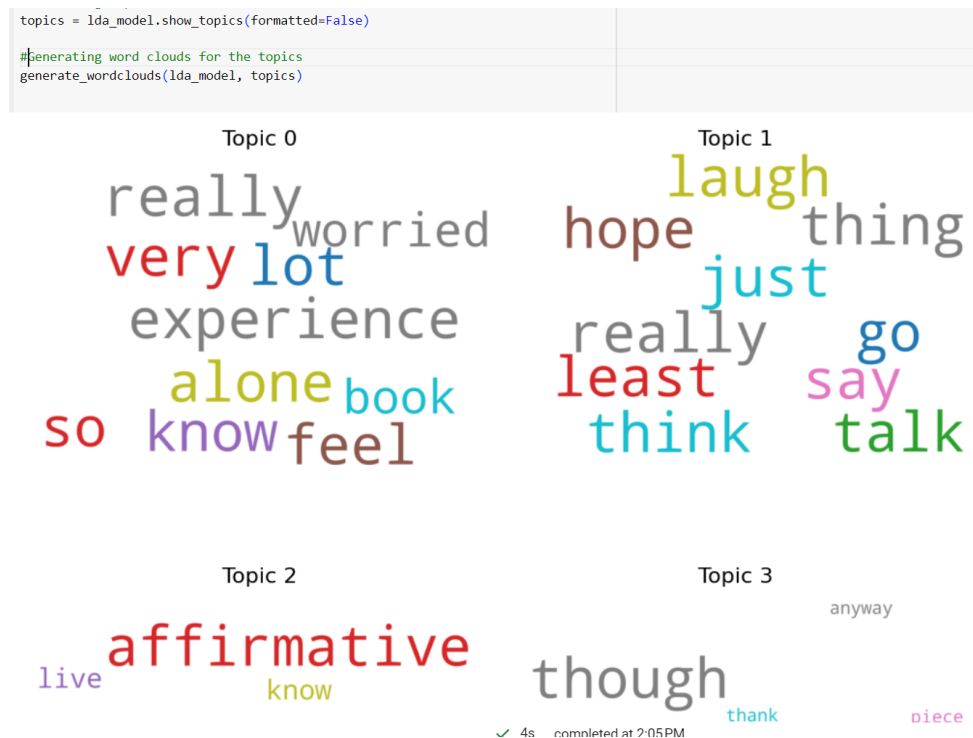 topics = lda_model.show_topics(formatted=False)
#Generating word clouds for the topics
generate_wordclouds(lda_model, topics)
Topic 0
really
worried
very lot
experience
alone book
so know feel
Topic 1
laugh
hope thing
just
really go
least say
think talk
Topic 2
affirmative
live know
Topic 3
anyway
though
thank piece
4s completed at 2:05 PM